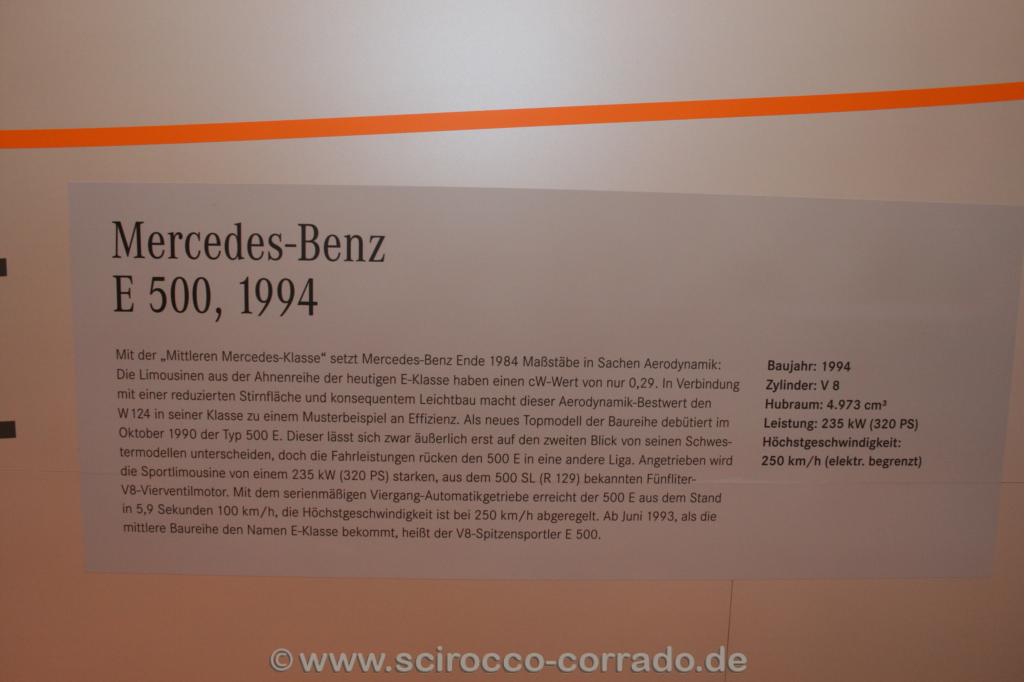 Mercedes-Benz
E 500, 1994
Mit der „Mittleren Mercedes-Klasse“ setzt Mercedes-Benz Ende 1984 Maßstäbe in Sachen Aerodynamik:
Die Limousinen aus der Ahnenreihe der heutigen E-Klasse haben einen cW-Wert von nur 0,29. In Verbindung
mit einer reduzierten Stirnfläche und konsequentem Leichtbau macht dieser Aerodynamik-Bestwert den
W 124 in seiner Klasse zu einem Musterbeispiel an Effizienz. Als neues Topmodell der Baureihe debütiert im
Oktober 1990 der Typ 500 E. Dieser lässt sich zwar äußerlich erst auf den zweiten Blick von seinen Schwes-
termodellen unterscheiden, doch die Fahrleistungen rücken den 500 E in eine andere Liga. Angetrieben wird
die Sportlimousine von einem 235 kW (320 PS) starken, aus dem 500 SL (R 129) bekannten Fünfliter-
V8-Vierventilmotor. Mit dem serienmäßigen Viergang-Automatikgetriebe erreicht der 500 E aus dem Stand
in 5,9 Sekunden 100 km/h, die Höchstgeschwindigkeit ist bei 250 km/h abgeregelt. Ab Juni 1993, als die
mittlere Baureihe den Namen E-Klasse bekommt, heißt der V8-Spitzensportler E 500.
Baujahr: 1994
Zylinder: V 8
Hubraum: 4.973 cm³
Leistung: 235 kW (320 PS)
Höchstgeschwindigkeit:
250 km/h (elektr. begrenzt)
© www.scirocco-corrado.de